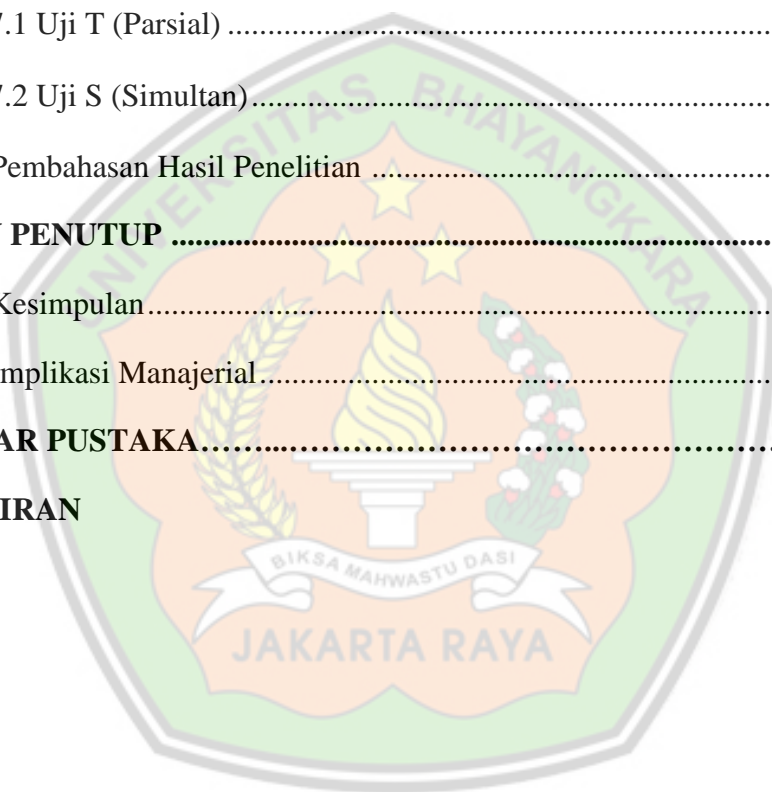 7.1 Uji T (Parsial) ........................................................................
7.2 Uji S (Simultan) ........................................................................
Pembahasan Hasil Penelitian ........................................................................
PENUTUP ........................................................................
Kesimpulan ........................................................................
mplikasi Manajerial ........................................................................
AR PUSTAKA ........................................................................
IRAN
UNIVERSITAS BHAYANGKARA
BIKSA MAHWASTU DASI
JAKARTA RAYA